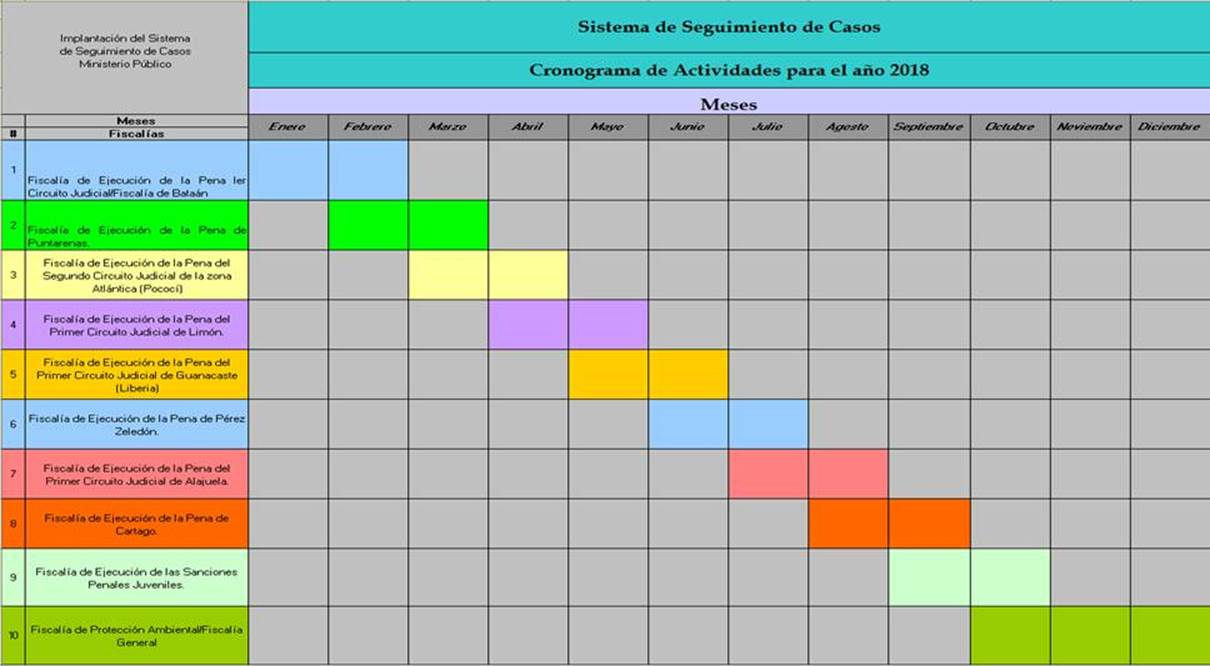 Implantación del Sistema
de Seguimiento de Casos
Ministerio Público
Sistema de Seguimiento de Casos
Cronograma de Actividades para el año 2018
Meses
Meses
# Fiscalías
Enero Febrero Marzo Abril Mayo Junio Julio Agosto Septiembre Octubre Noviembre Diciembre
1
Fiscalía de Ejecución de la Pena Ier
Circuito Judicial/Fiscalía de Bataán
2
Fiscalía de Ejecución de la Pena de
Puntarenas.
3
Fiscalía de Ejecución de la Pena del
Segundo Circuito Judicial de la zona
Atlántica (Pococí)
4
Fiscalía de Ejecución de la Pena del
Primer Circuito Judicial de Limón.
5
Fiscalía de Ejecución de la Pena del
Primer Circuito Judicial de Guanacaste
(Liberia)
6
Fiscalía de Ejecución de la Pena de Pérez
Zeledón.
7
Fiscalía de Ejecución de la Pena del
Primer Circuito Judicial de Alajuela.
8
Fiscalía de Ejecución de la Pena de
Cartago.
9
Fiscalía de Ejecución de las Sanciones
Penales Juveniles.
10
Fiscalía de Protección Ambiental/Fiscalía
General